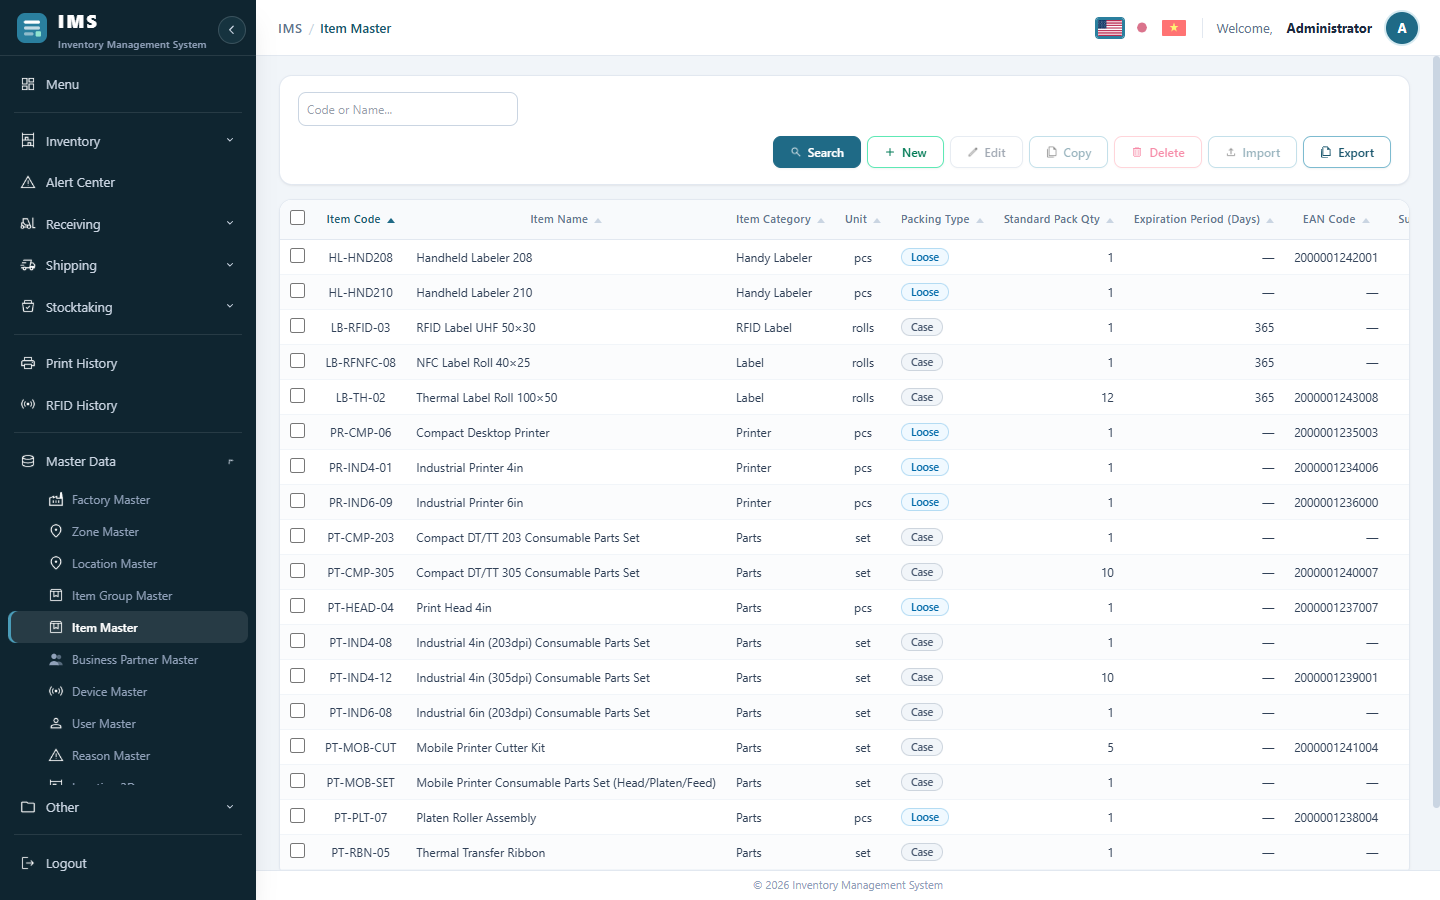 IMS
Inventory Management System
Menu
Inventory
Alert Center
Receiving
Shipping
Stocktaking
Print History
RFID History
Master Data
Factory Master
Zone Master
Location Master
Item Group Master
Item Master
Business Partner Master
Device Master
User Master
Reason Master
Other
Logout
IMS / Item Master
Welcome, Administrator A
Code or Name...
Search New Edit Copy Delete Import Export
Item Code Item Name Item Category Unit Packing Type Standard Pack Qty Expiration Period (Days) EAN Code Su
HL-HND208 Handheld Labeler 208 Handy Labeler pcs Loose 1 — 2000001242001
HL-HND210 Handheld Labeler 210 Handy Labeler pcs Loose 1 — —
LB-RFID-03 RFID Label UHF 50×30 RFID Label rolls Case 1 365 —
LB-RFNFC-08 NFC Label Roll 40×25 Label rolls Case 1 365 —
LB-TH-02 Thermal Label Roll 100×50 Label rolls Case 12 365 2000001243008
PR-CMP-06 Compact Desktop Printer Printer pcs Loose 1 — 2000001235003
PR-IND4-01 Industrial Printer 4in Printer pcs Loose 1 — 2000001234006
PR-IND6-09 Industrial Printer 6in Printer pcs Loose 1 — 2000001236000
PT-CMP-203 Compact DT/TT 203 Consumable Parts Set Parts set Case 1 — —
PT-CMP-305 Compact DT/TT 305 Consumable Parts Set Parts set Case 10 — 2000001240007
PT-HEAD-04 Print Head 4in Parts pcs Loose 1 — 2000001237007
PT-IND4-08 Industrial 4in (203dpi) Consumable Parts Set Parts set Case 1 — —
PT-IND4-12 Industrial 4in (305dpi) Consumable Parts Set Parts set Case 10 — 2000001239001
PT-IND6-08 Industrial 6in (203dpi) Consumable Parts Set Parts set Case 1 — —
PT-MOB-CUT Mobile Printer Cutter Kit Parts set Case 5 — 2000001241004
PT-MOB-SET Mobile Printer Consumable Parts Set (Head/Platen/Feed) Parts set Case 1 — —
PT-PLT-07 Platen Roller Assembly Parts pcs Loose 1 — 2000001238004
PT-RBN-05 Thermal Transfer Ribbon Parts set Case 1 — —
© 2026 Inventory Management System